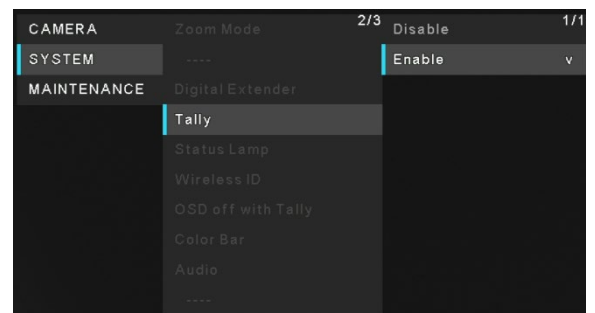 CAMERA
SYSTEM
MAINTENANCE
Zoom Mode 2/3
----
Digital Extender
Tally
Status Lamp
Wireless ID
OSD off with Tally
Color Bar
Audio
----
Disable 1/1
Enable v